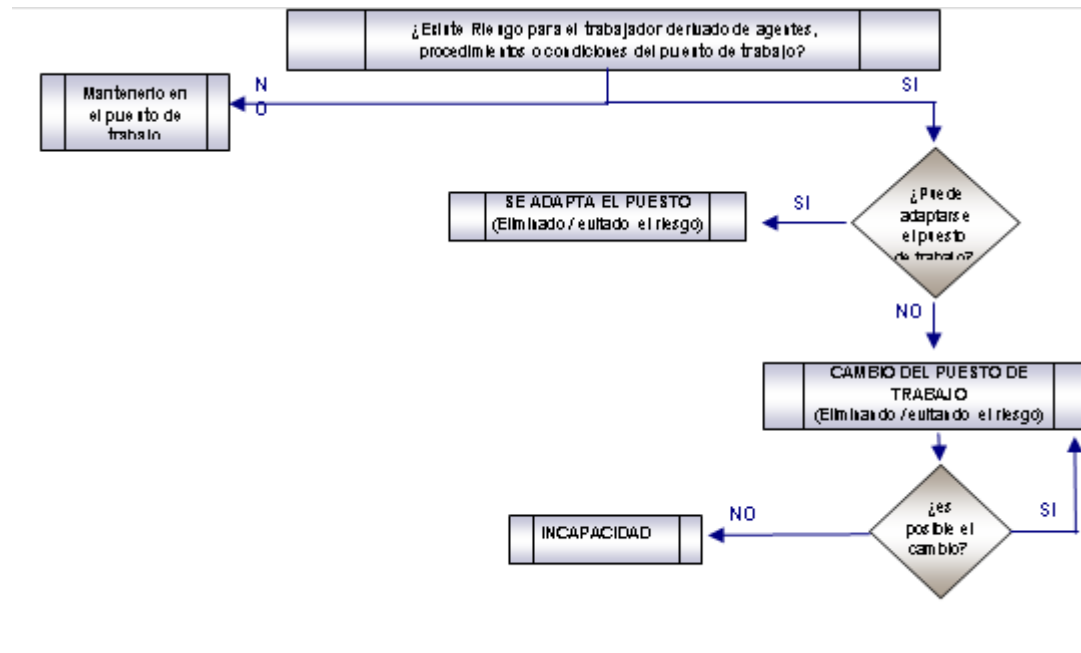 ¿Existe Riesgo para el trabajador derivado de agentes,
procedimientos o condiciones del puesto de trabajo?
NO
SI
Mantenerlo en
el puesto de
trabajo
¿Puede
adaptarse
el puesto
de trabajo?
SI
SE ADAPTA EL PUESTO
(Eliminado / evitado el riesgo)
NO
CAMBIO DEL PUESTO DE
TRABAJO
(Eliminando / evitando el riesgo)
¿es
posible el
cambio?
NO
SI
INCAPACIDAD